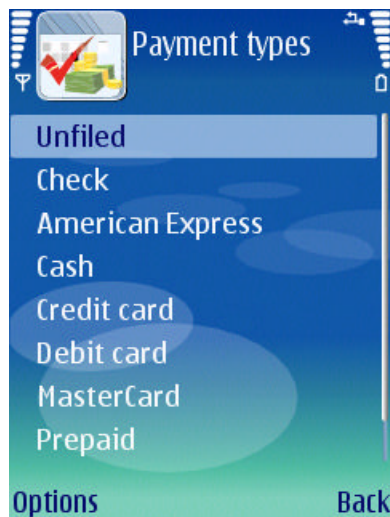 Payment types
Unfiled
Check
American Express
Cash
Credit card
Debit card
MasterCard
Prepaid
Options Back